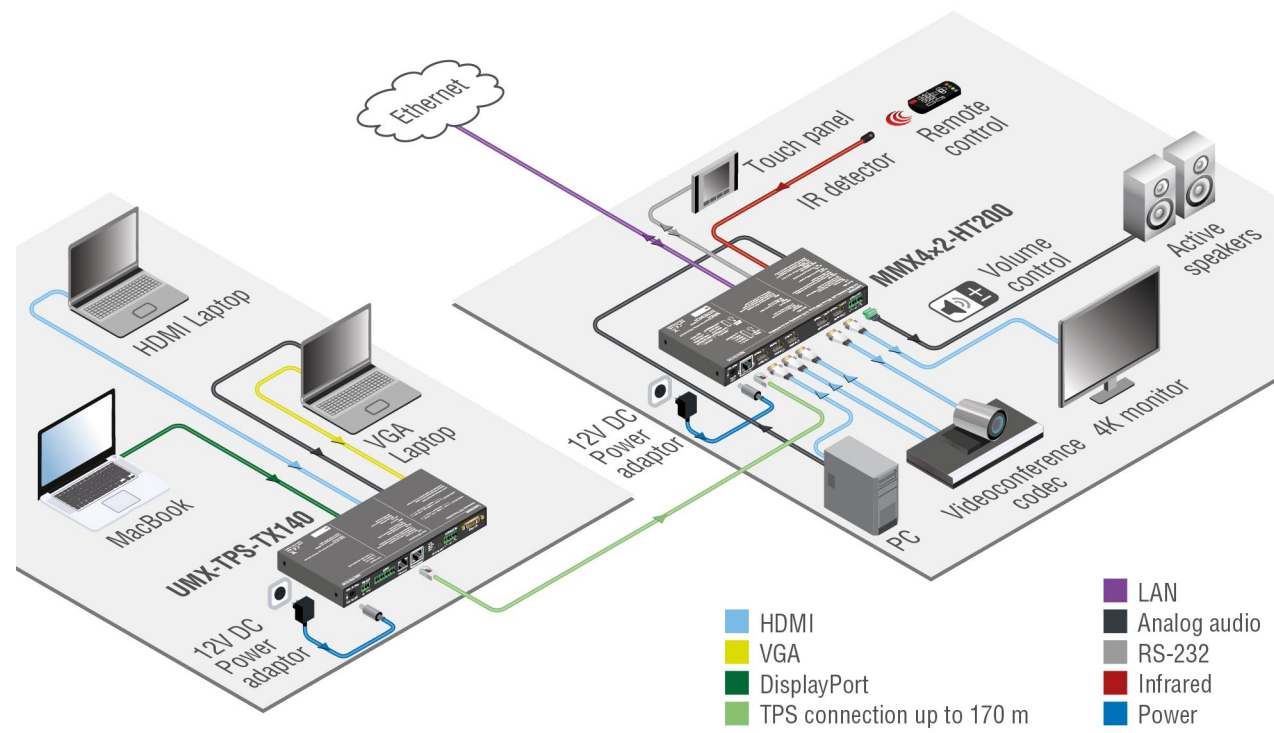 Ethernet
Touch panel
IR detector
Remote
control
MMX4×2-HT200
Volume
control
Active
speakers
HDMI Laptop
VGA
Laptop
MacBook
UMX-TPS-TX140
12V DC
Power
adaptor
12V DC
Power
adaptor
4K monitor
Videoconference
codec
PC
HDMI
VGA
DisplayPort
TPS connection up to 170 m
LAN
Analog audio
RS-232
Infrared
Power